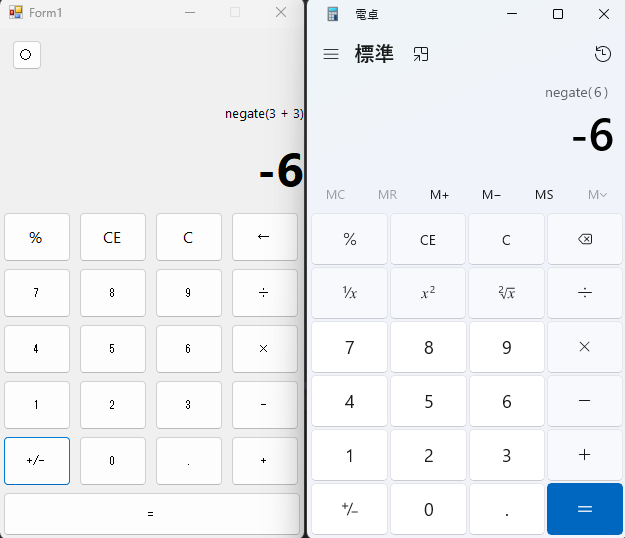 Form1
○
negate(3 + 3)
-6
% CE C ←
7 8 9 ÷
4 5 6 ×
1 2 3 -
+/- 0 . +
=
電卓
標準
negate( 6 )
-6
MC MR M+ M− MS M˅
% CE C
¹/x x² ²√x ÷
7 8 9 ×
4 5 6 −
1 2 3 +
+/− 0 . =